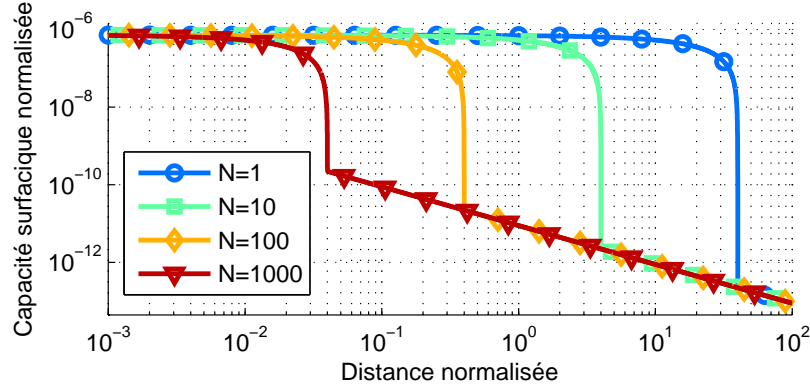 Capacité surfacique normalisée
10^-6
10^-8
10^-10
10^-12
N=1
N=10
N=100
N=1000
10^-3
10^-2
10^-1
10^0
10^1
10^2
Distance normalisée